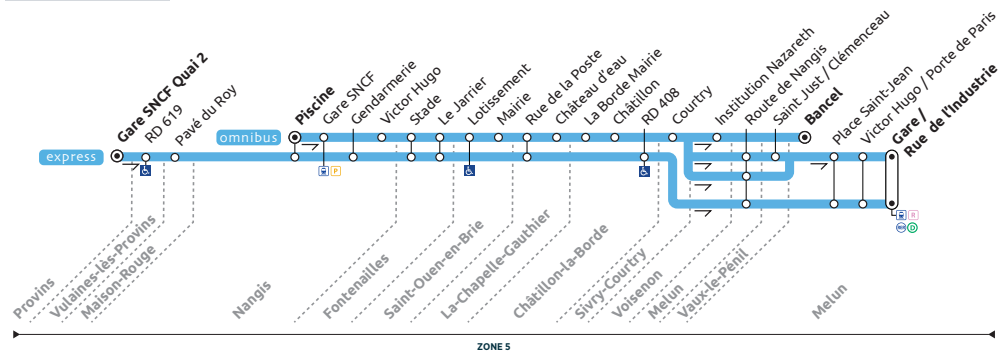 Gare SNCF Quai 2
RD 619
Pavé du Roy
Piscine
Gare SNCF
Gendarmerie
Victor Hugo
Stade
Le Jarrier
Lotissement
Mairie
Rue de la Poste
Château d'eau
La Borde Mairie
Châtillon
RD 408
Courtry
Institution Nazareth
Route de Nangis
Saint Just / Clémenceau
Bancel
Place Saint-Jean
Victor Hugo / Porte de Paris
Gare /
Rue de l'Industrie
omnibus
express
P
R
RER
D
Provins
Vulaines-lès-Provins
Maison-Rouge
Nangis
Fontenailles
Saint-Ouen-en-Brie
La-Chapelle-Gauthier
Châtillon-la-Borde
Sivry-Courtry
Voisenon
Melun
Vaux-le-Pénil
Melun
ZONE 5